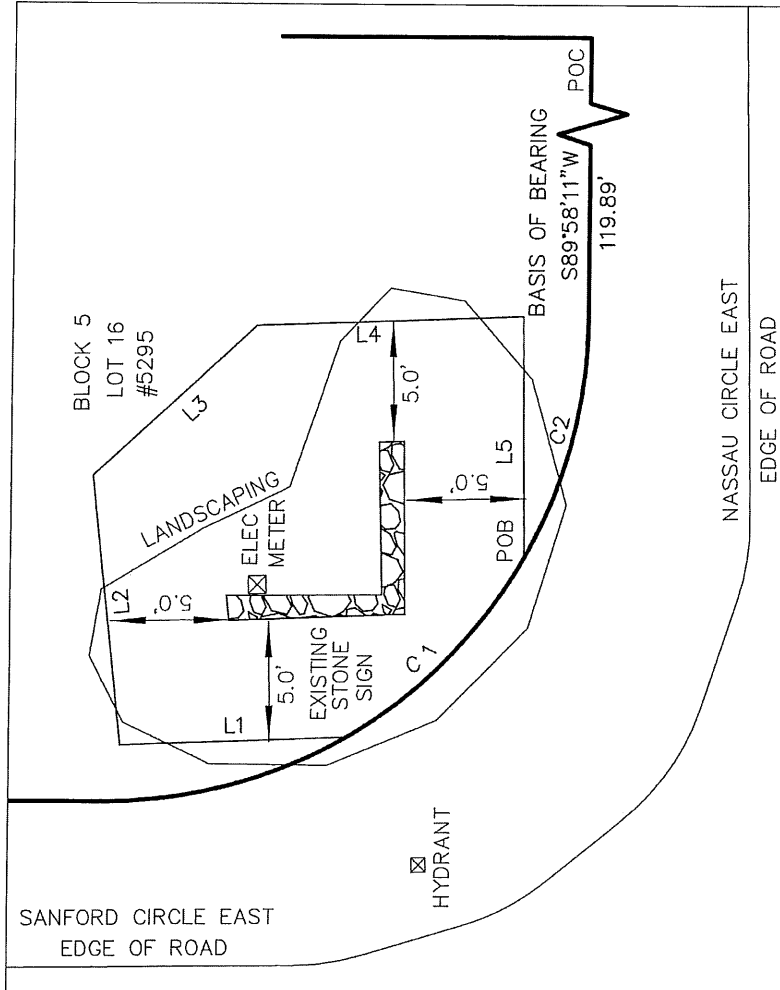 BLOCK 5
LOT 16
#5295
L3
LANDSCAPING
L2
5.0'
ELEC
METER
L1
5.0'
EXISTING
STONE
SIGN
L4
5.0'
5.0'
L5
POB
C1
C2
BASIS OF BEARING
S89°58'11"W
119.89'
POC
HYDRANT
SANFORD CIRCLE EAST
EDGE OF ROAD
NASSAU CIRCLE EAST
EDGE OF ROAD